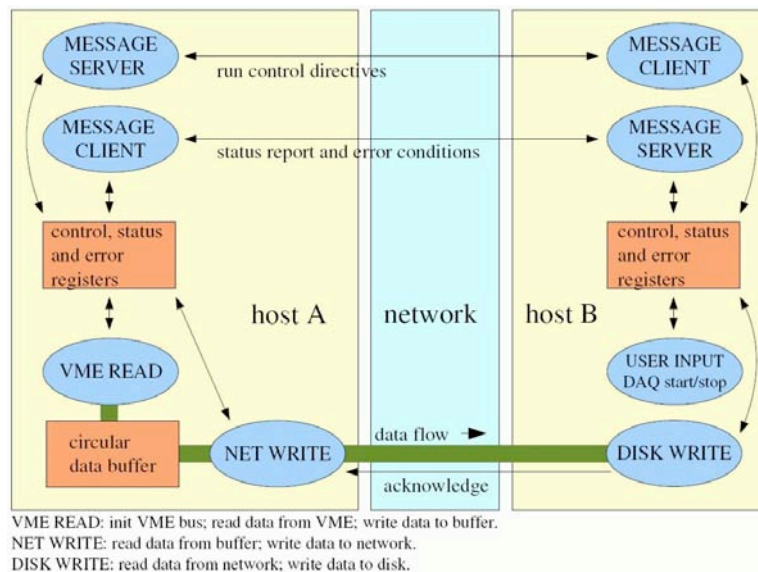 MESSAGE
SERVER
run control directives
MESSAGE
CLIENT
MESSAGE
CLIENT
status report and error conditions
MESSAGE
SERVER
control, status
and error
registers
control, status
and error
registers
host A
network
host B
VME READ
USER INPUT
DAQ start/stop
circular
data buffer
NET WRITE
data flow
acknowledge
DISK WRITE
VME READ: init VME bus; read data from VME; write data to buffer.
NET WRITE: read data from buffer; write data to network.
DISK WRITE: read data from network; write data to disk.